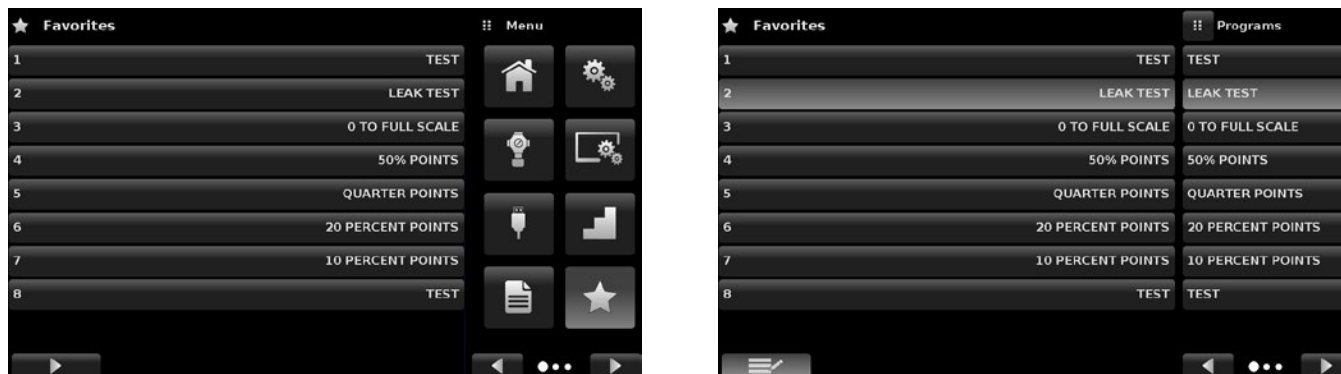 Favorites
Menu
1 TEST
2 LEAK TEST
3 0 TO FULL SCALE
4 50% POINTS
5 QUARTER POINTS
6 20 PERCENT POINTS
7 10 PERCENT POINTS
8 TEST
Favorites
Programs
1 TEST TEST
2 LEAK TEST LEAK TEST
3 0 TO FULL SCALE 0 TO FULL SCALE
4 50% POINTS 50% POINTS
5 QUARTER POINTS QUARTER POINTS
6 20 PERCENT POINTS 20 PERCENT POINTS
7 10 PERCENT POINTS 10 PERCENT POINTS
8 TEST TEST